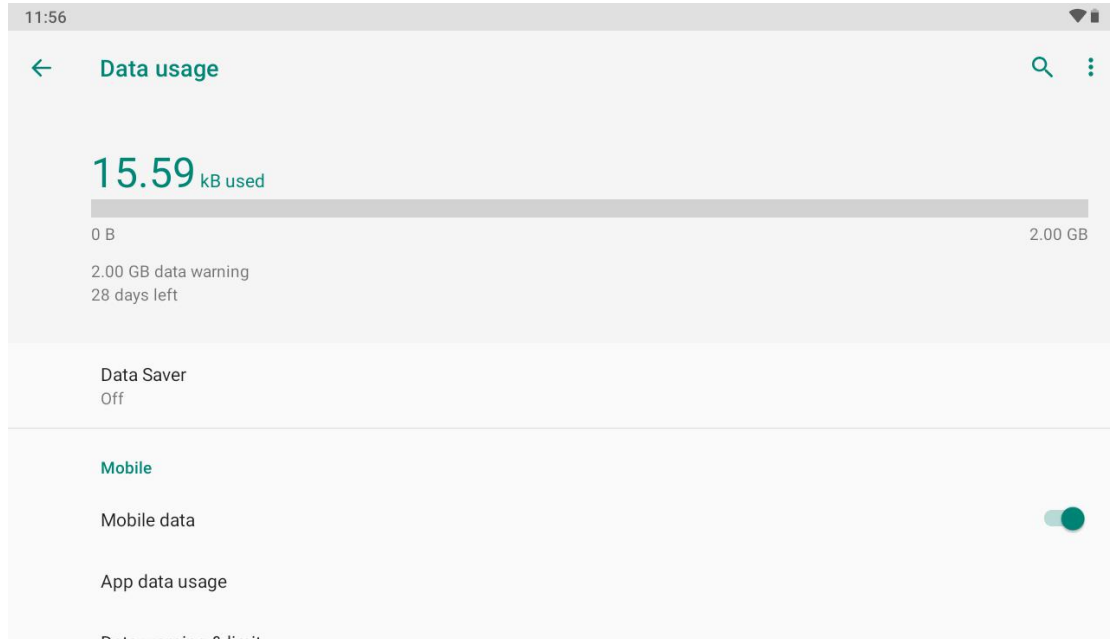 11:56
Data usage
15.59 kB used
0 B 2.00 GB
2.00 GB data warning
28 days left
Data Saver
Off
Mobile
Mobile data
App data usage